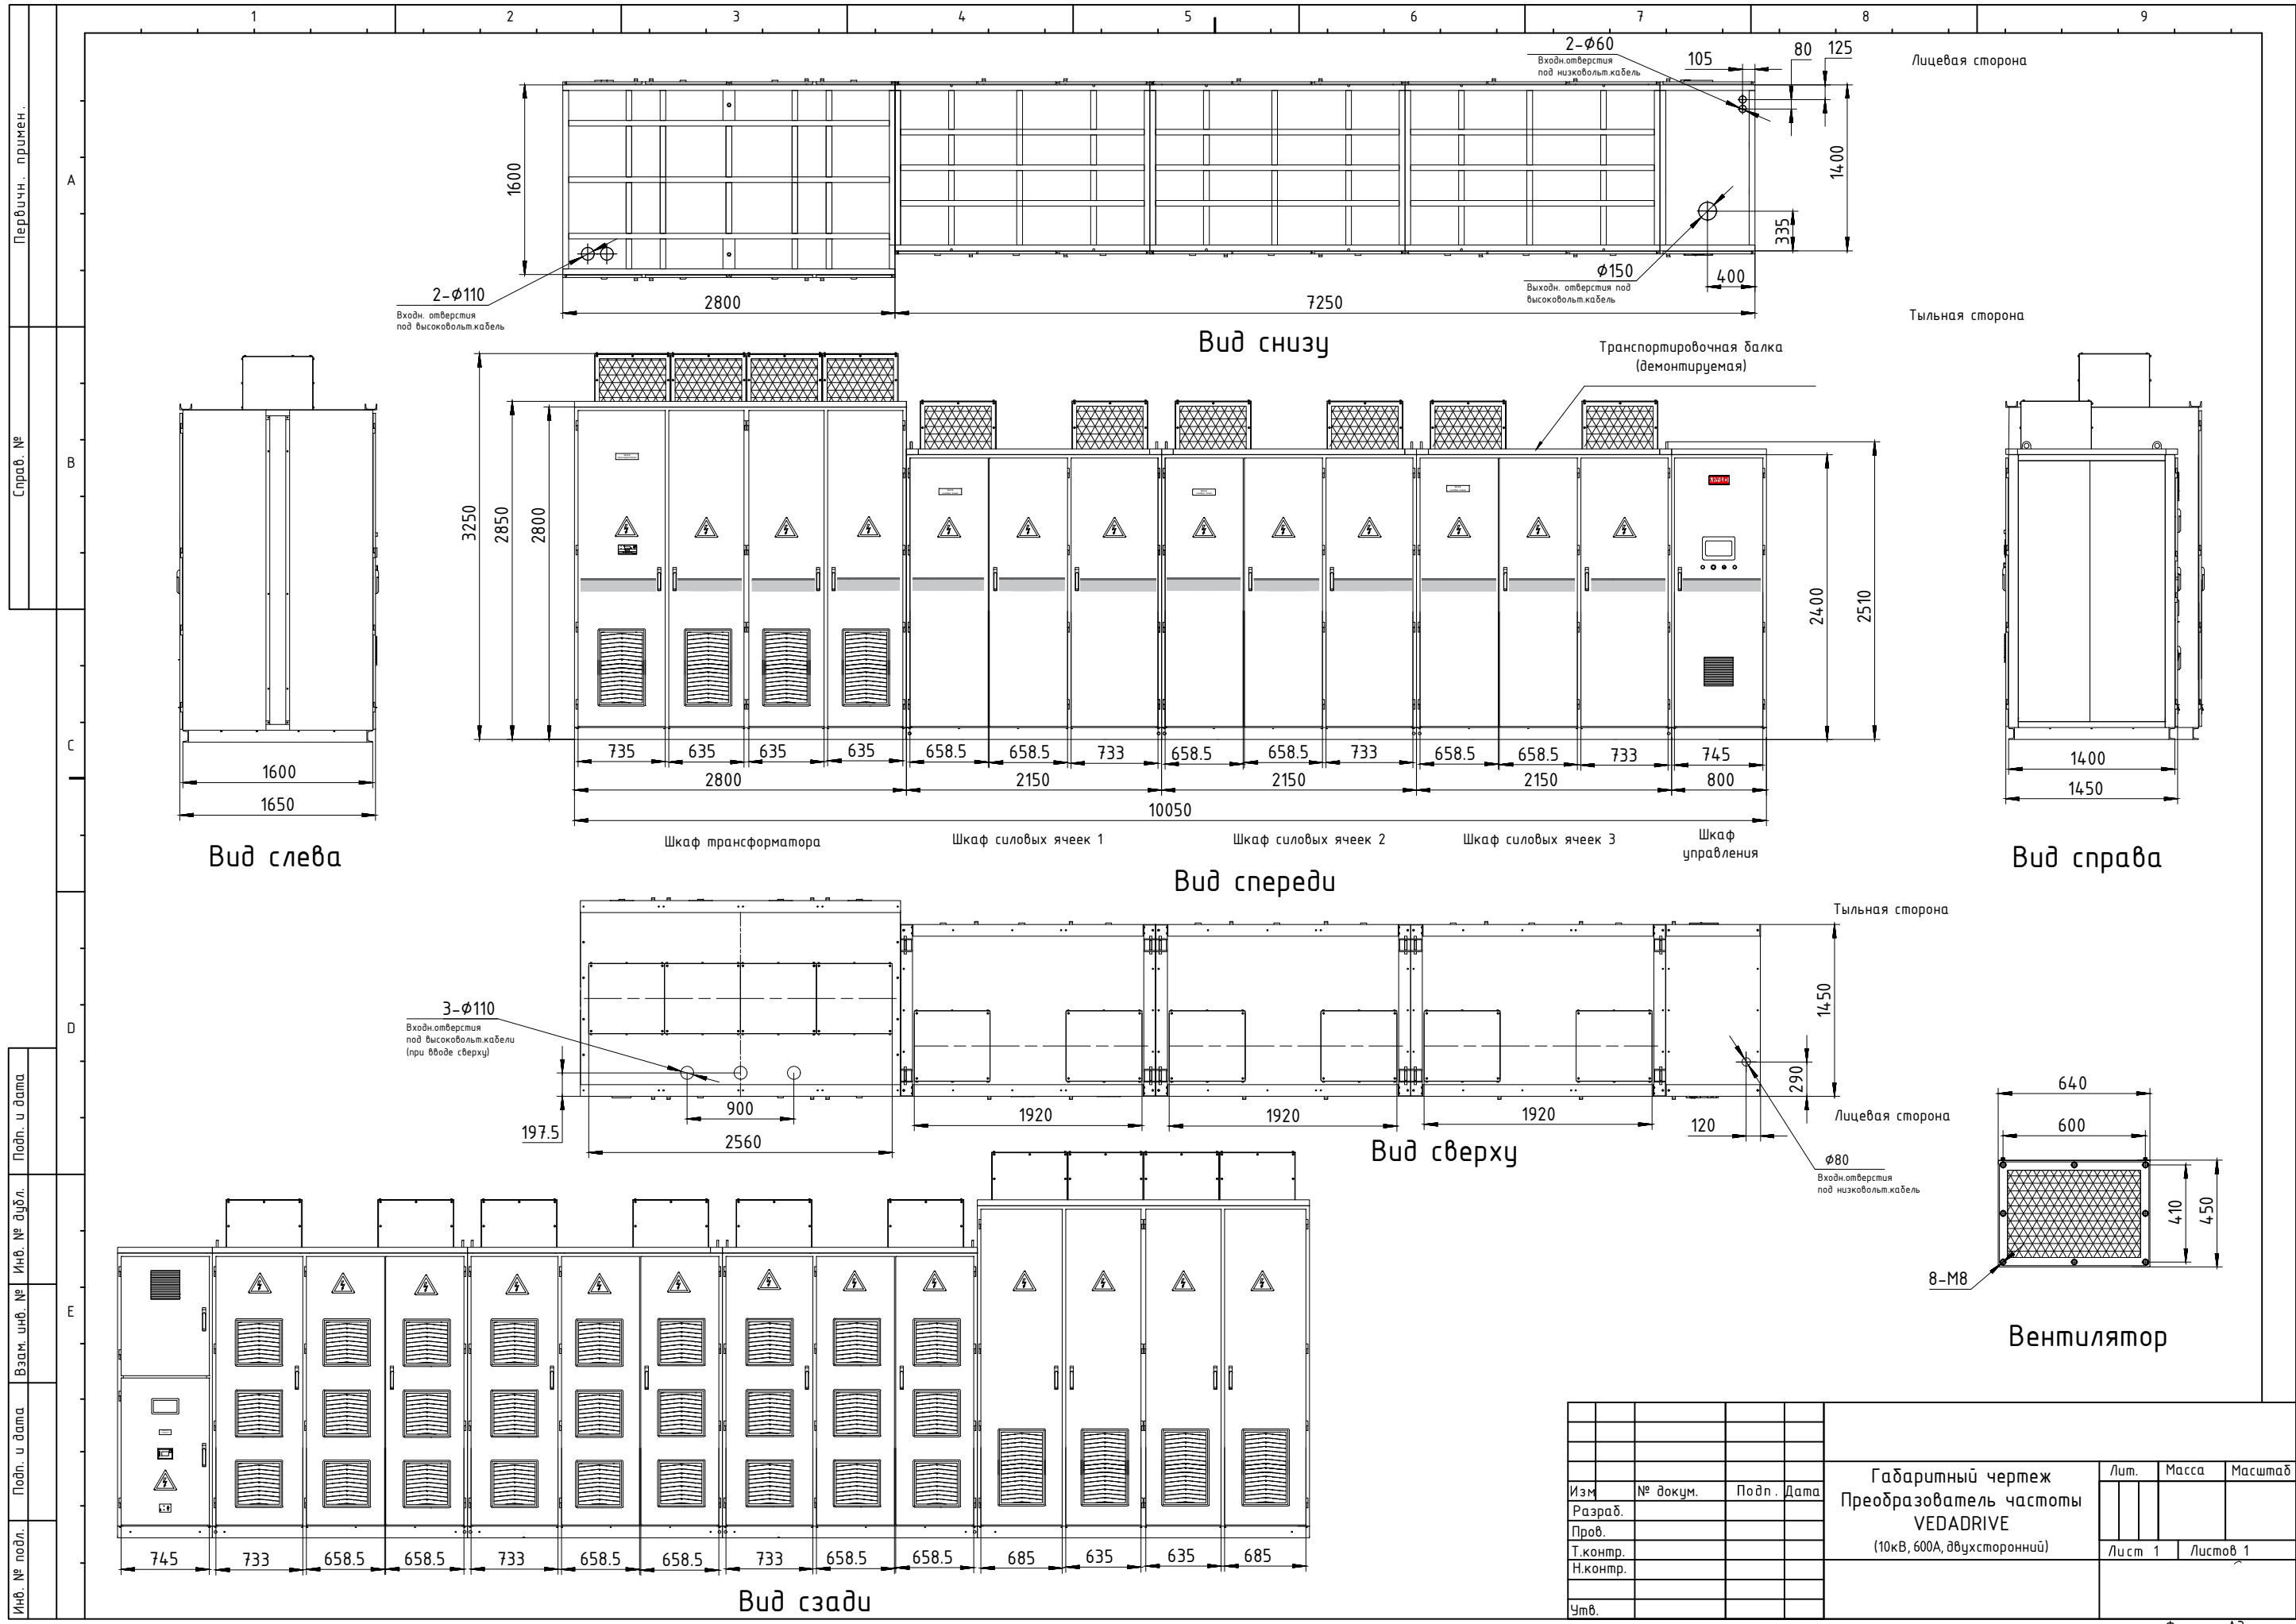 1 2 3 4 5 6 7 8 9
A
B
C
D
E
Первичн. примен.
Справ. №
Подп. и дата
Инв. № дубл.
Взам. инв. №
Подп. и дата
Инв. № подл.
2-Φ60
Входн.отверстия
под низковольт.кабель
105
80
125
Лицевая сторона
1600
1400
335
2-Φ110
Входн. отверстия
под высоковольт.кабель
Φ150
Выходн. отверстия под
высоковольт.кабель
400
2800
7250
Тыльная сторона
Вид снизу
Транспортировочная балка
(демонтируемая)
3250
2850
2800
2400
2510
735 635 635 635 658.5 658.5 733 658.5 658.5 733 658.5 658.5 733 745
2800 2150 2150 2150 800
10050
1600
1650
1400
1450
Шкаф трансформатора
Шкаф силовых ячеек 1
Шкаф силовых ячеек 2
Шкаф силовых ячеек 3
Шкаф
управления
Вид слева
Вид спереди
Вид справа
Тыльная сторона
3-Φ110
Входн.отверстия
под высоковольт.кабели
(при вводе сверху)
1450
290
900
197.5
2560
1920
1920
1920
120
Лицевая сторона
Вид сверху
Φ80
Входн.отверстия
под низковольт.кабель
640
600
410
450
8-М8
Вентилятор
745 733 658.5 658.5 733 658.5 658.5 733 658.5 658.5 685 635 635 685
Вид сзади
Изм № докум. Подп. Дата
Разраб.
Пров.
Т.контр.
Н.контр.
Утв.
Габаритный чертеж
Преобразователь частоты
VEDADRIVE
(10кВ, 600А, двухсторонний)
Лит. Масса Масштаб
Лист 1 Листов 1